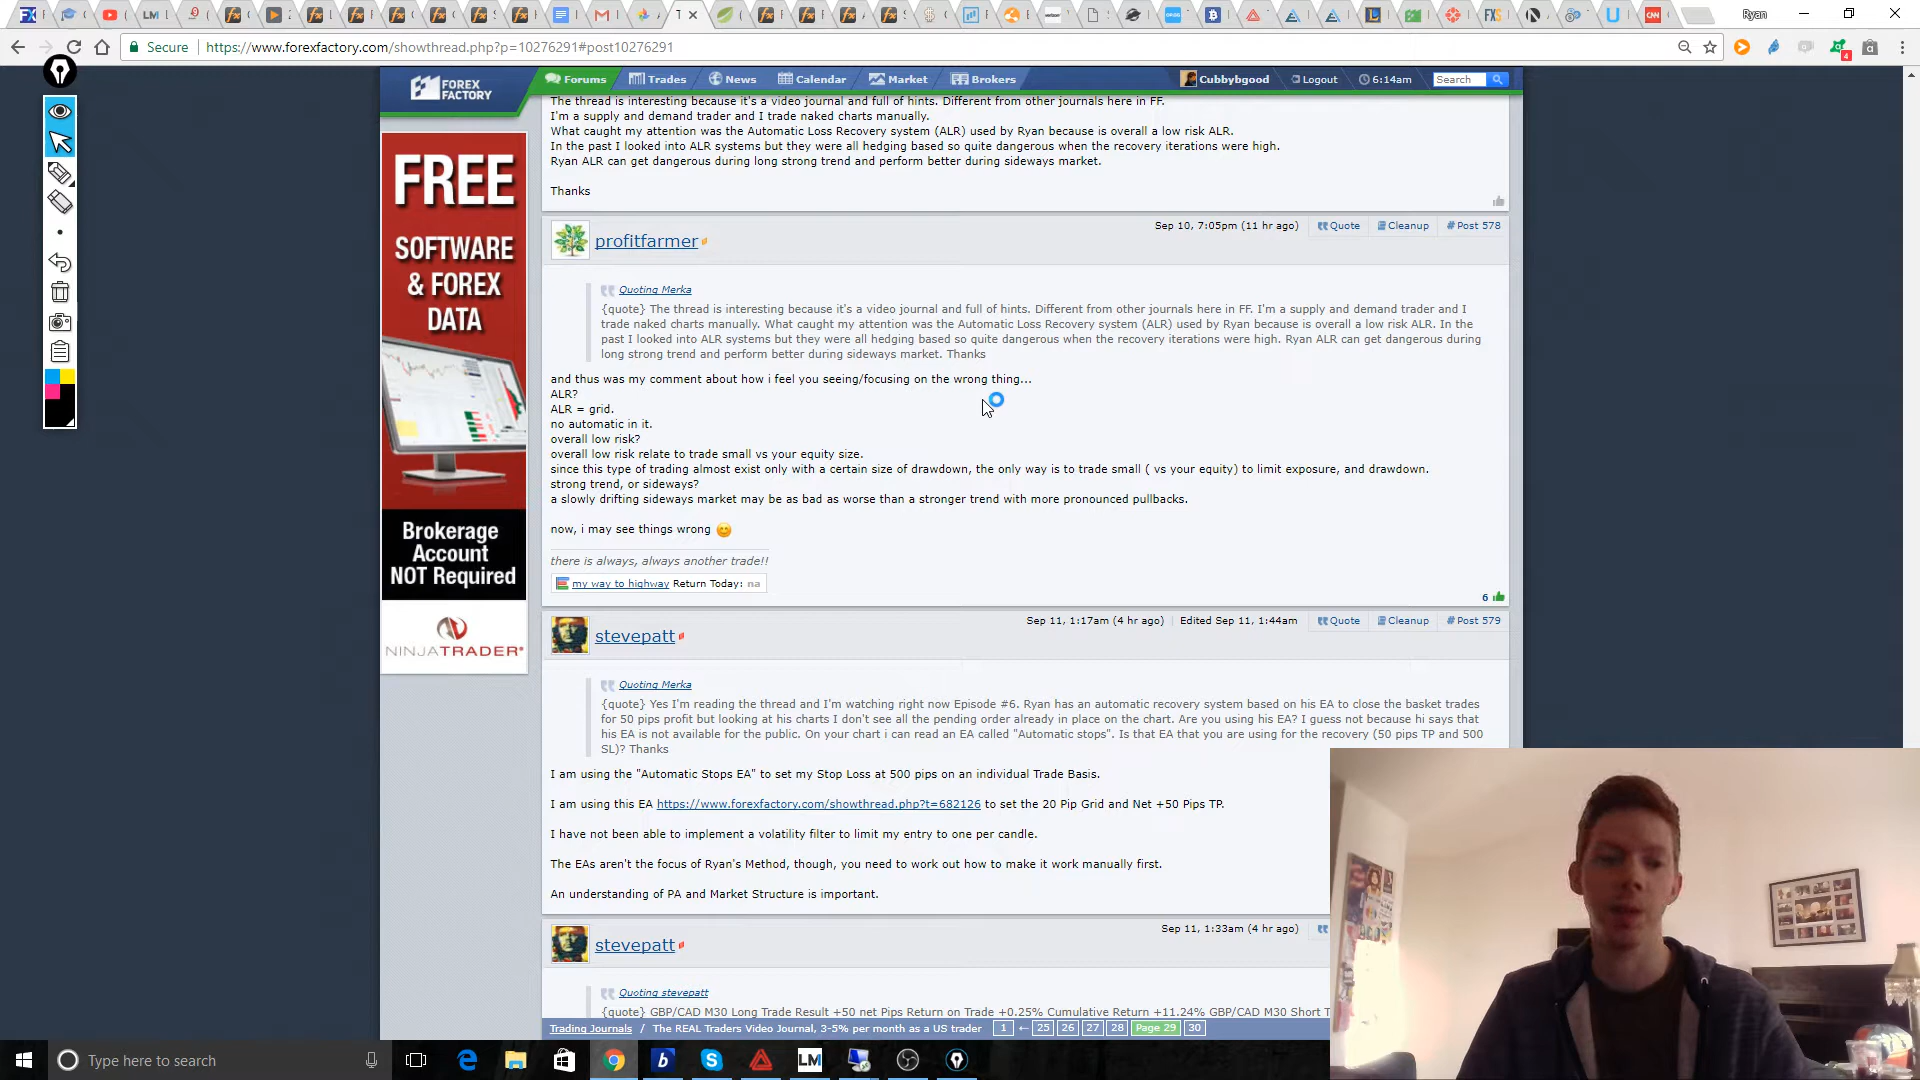 Ryan
Secure
https://www.forexfactory.com/showthread.php?p=10276291#post10276291
FOREX
FACTORY
Forums
Trades
News
Calendar
Market
Brokers
Cubbybgood
Logout
6:14am
Search
The thread is interesting because it's a video journal and full of hints. Different from other journals here in FF.
I'm a supply and demand trader and I trade naked charts manually.
What caught my attention was the Automatic Loss Recovery system (ALR) used by Ryan because is overall a low risk ALR.
In the past I looked into ALR systems but they were all hedging based so quite dangerous when the recovery iterations were high.
Ryan ALR can get dangerous during long strong trend and perform better during sideways market.
Thanks
FREE
SOFTWARE
& FOREX
DATA
Brokerage
Account
NOT Required
NINJATRADER
profitfarmer
Sep 10, 7:05pm (11 hr ago)
Quote
Cleanup
# Post 578
Quoting Merka
{quote} The thread is interesting because it's a video journal and full of hints. Different from other journals here in FF. I'm a supply and demand trader and I
trade naked charts manually. What caught my attention was the Automatic Loss Recovery system (ALR) used by Ryan because is overall a low risk ALR. In the
past I looked into ALR systems but they were all hedging based so quite dangerous when the recovery iterations were high. Ryan ALR can get dangerous during
long strong trend and perform better during sideways market. Thanks
and thus was my comment about how i feel you seeing/focusing on the wrong thing...
ALR?
ALR = grid.
no automatic in it.
overall low risk?
overall low risk relate to trade small vs your equity size.
since this type of trading almost exist only with a certain size of drawdown, the only way is to trade small ( vs your equity) to limit exposure, and drawdown.
strong trend, or sideways?
a slowly drifting sideways market may be as bad as worse than a stronger trend with more pronounced pullbacks.
now, i may see things wrong
there is always, always another trade!!
my way to highway Return Today: na
6
stevepatt
Sep 11, 1:17am (4 hr ago)
Edited Sep 11, 1:44am
Quote
Cleanup
# Post 579
Quoting Merka
{quote} Yes I'm reading the thread and I'm watching right now Episode #6. Ryan has an automatic recovery system based on his EA to close the basket trades
for 50 pips profit but looking at his charts I don't see all the pending order already in place on the chart. Are you using his EA? I guess not because hi says that
his EA is not available for the public. On your chart i can read an EA called "Automatic stops". Is that EA that you are using for the recovery (50 pips TP and 500
SL)? Thanks
I am using the "Automatic Stops EA" to set my Stop Loss at 500 pips on an individual Trade Basis.
I am using this EA https://www.forexfactory.com/showthread.php?t=682126 to set the 20 Pip Grid and Net +50 Pips TP.
I have not been able to implement a volatility filter to limit my entry to one per candle.
The EAs aren't the focus of Ryan's Method, though, you need to work out how to make it work manually first.
An understanding of PA and Market Structure is important.
stevepatt
Sep 11, 1:33am (4 hr ago)
Quoting stevepatt
{quote} GBP/CAD M30 Long Trade Result +50 net Pips Return on Trade +0.25% Cumulative Return +11.24% GBP/CAD M30 Short T
Trading Journals / The REAL Traders Video Journal, 3-5% per month as a US trader
1 ← 25 26 27 28 Page 29 30
Type here to search